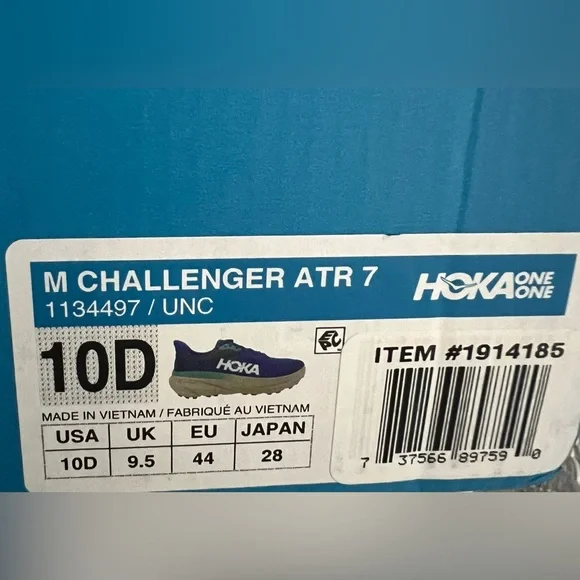 M CHALLENGER ATR 7
1134497 / UNC
HOKA ONE ONE
10D
HOKA
ITEM #1914185
MADE IN VIETNAM / FABRIQUÉ AU VIETNAM
USA UK EU JAPAN
10D 9.5 44 28
7 37566 89759 0